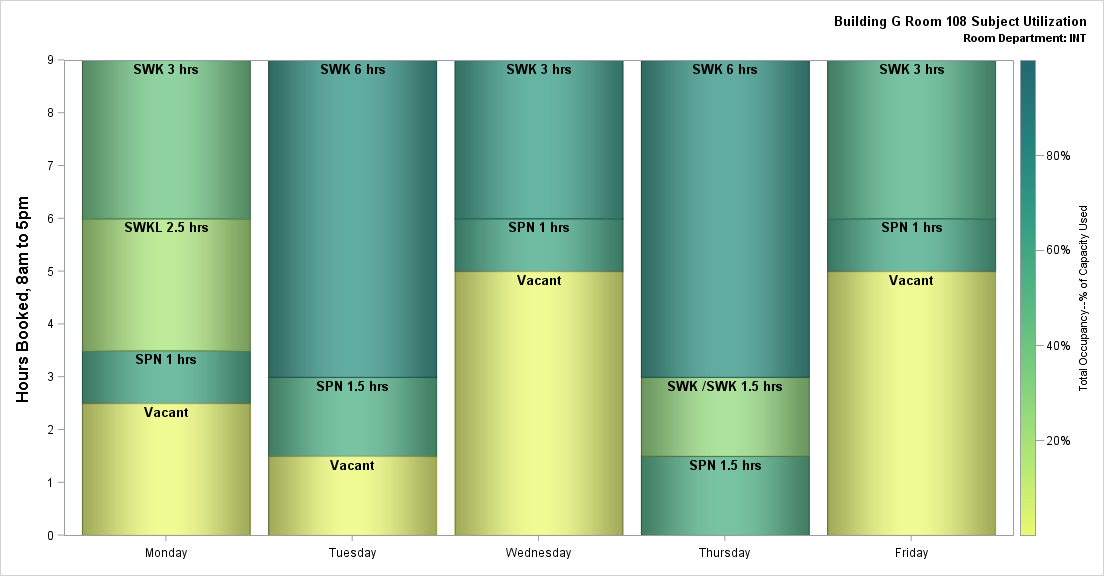 Building G Room 108 Subject Utilization
Room Department: INT
Hours Booked, 8am to 5pm
9
8
7
6
5
4
3
2
1
0
SWK 3 hrs
SWKL 2.5 hrs
SPN 1 hrs
Vacant
Monday
SWK 6 hrs
SPN 1.5 hrs
Vacant
Tuesday
SWK 3 hrs
SPN 1 hrs
Vacant
Wednesday
SWK 6 hrs
SWK /SWK 1.5 hrs
SPN 1.5 hrs
Thursday
SWK 3 hrs
SPN 1 hrs
Vacant
Friday
80%
60%
40%
20%
Total Occupancy--% of Capacity Used